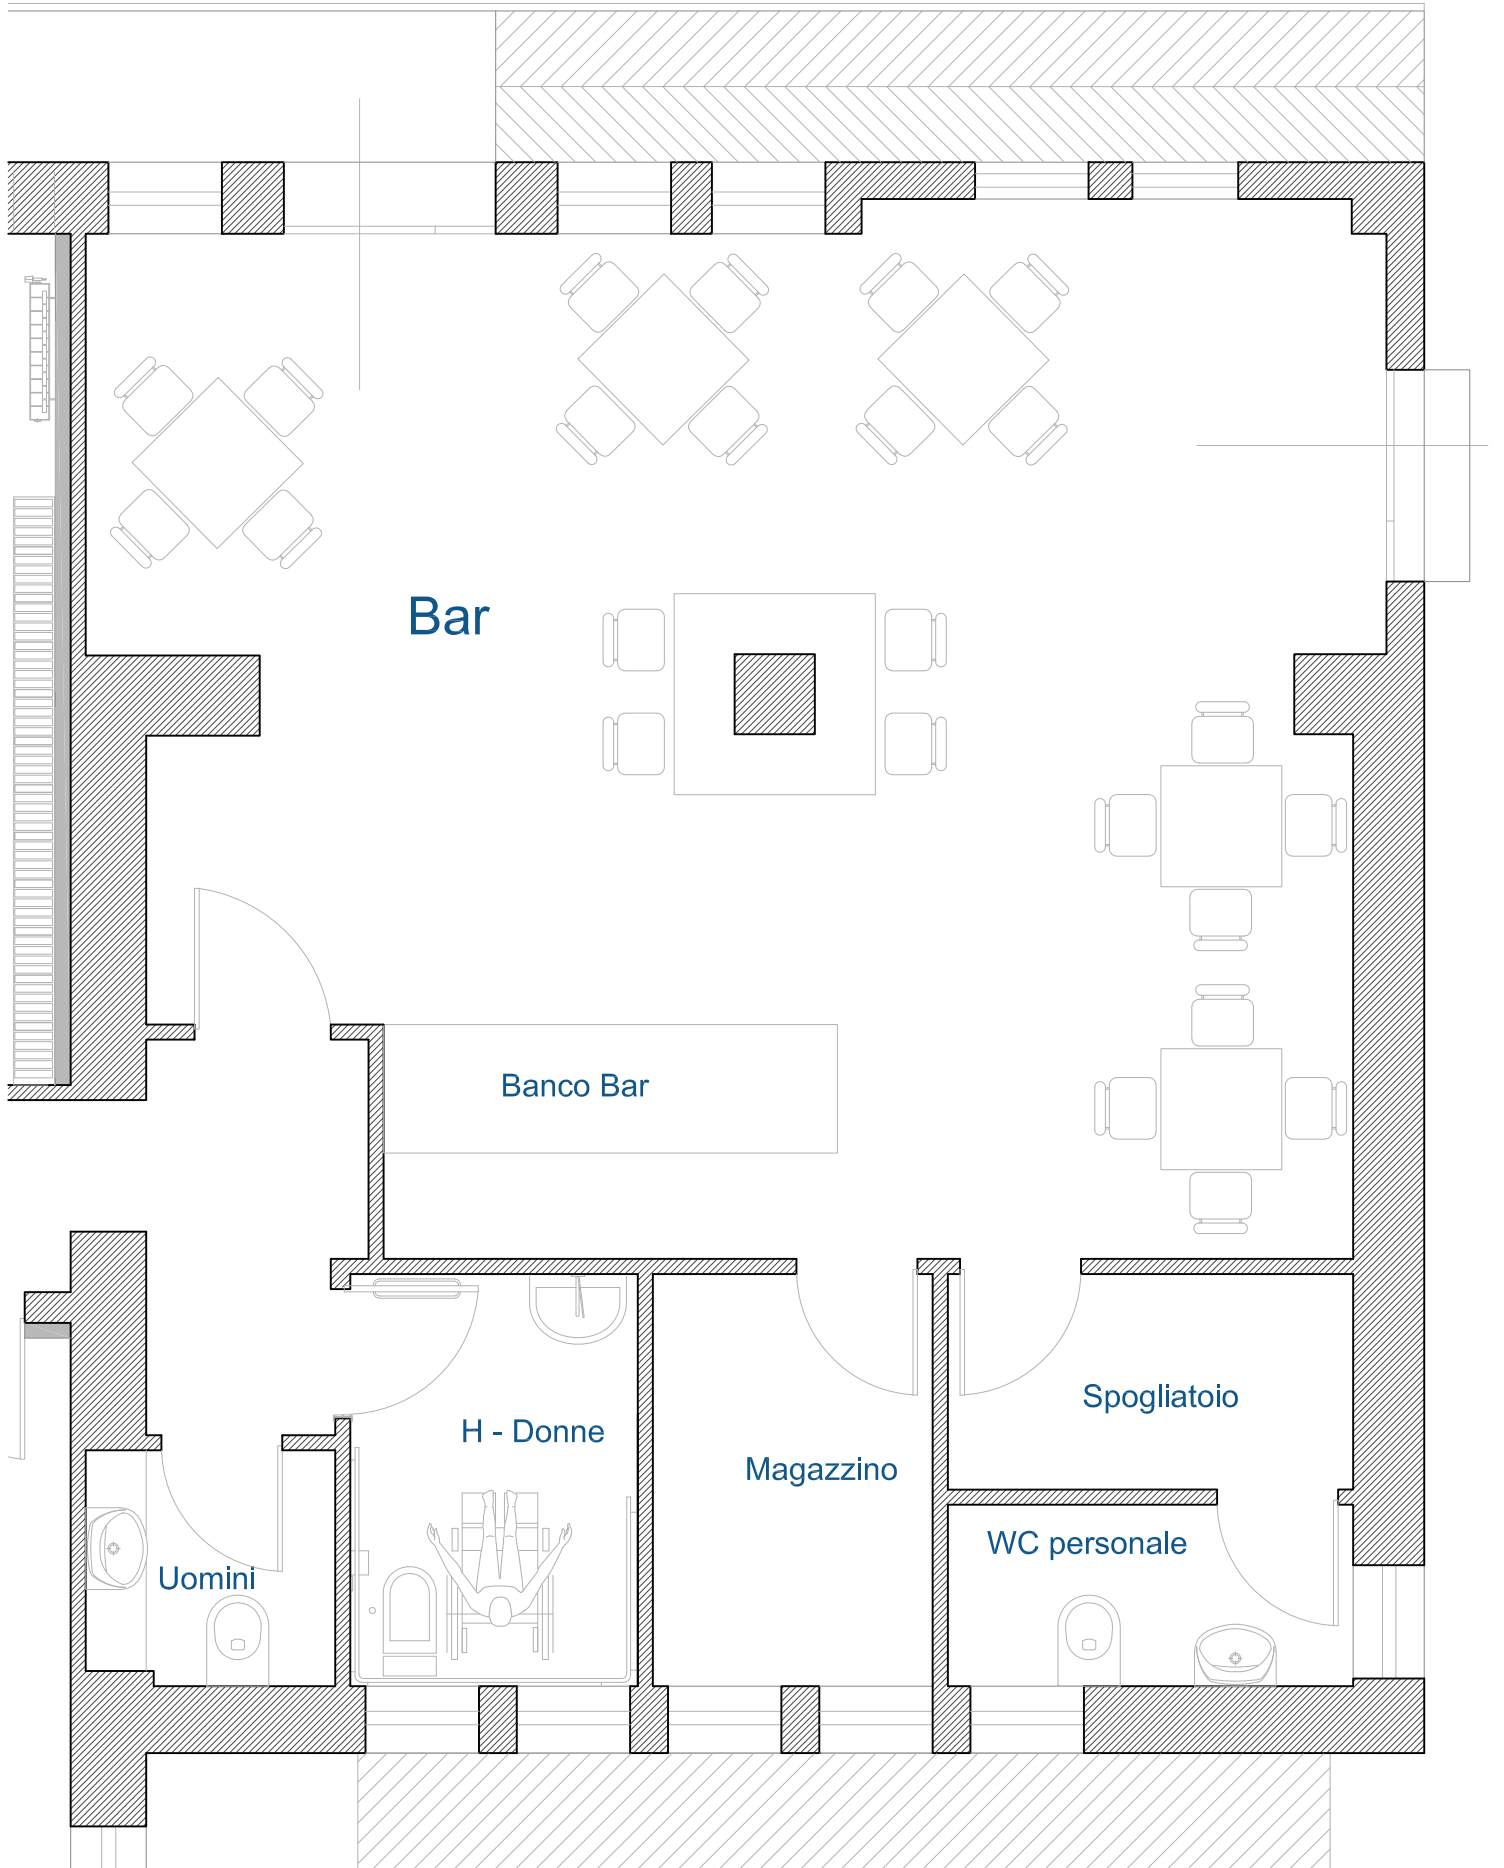 Bar
Banco Bar
Spogliatoio
H - Donne
Magazzino
WC personale
Uomini